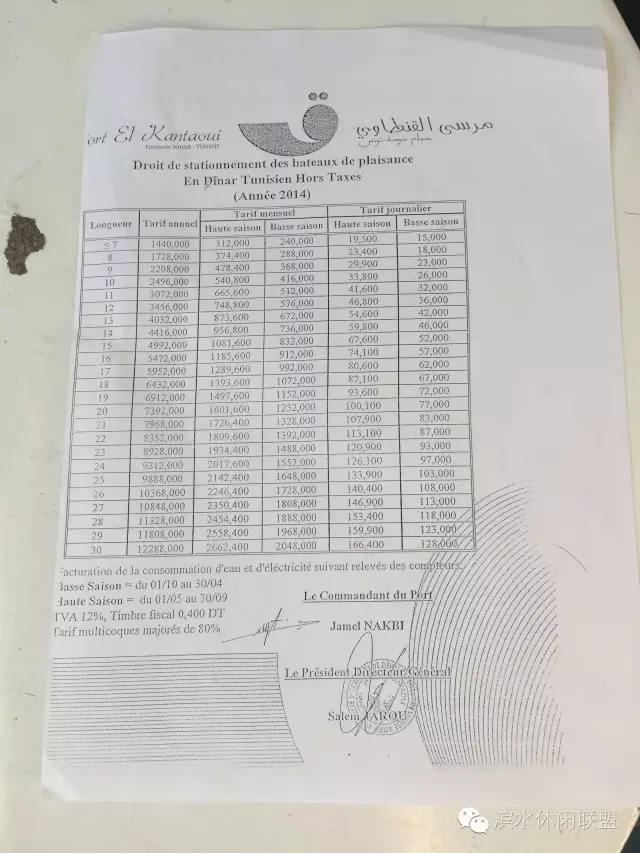 ort El Kantaoui
HAMMAM SOUSSE - TUNISIE
مرسى القنطاوي
حمام سوسة تونس
Droit de stationnement des bateaux de plaisance
En Dinar Tunisien Hors Taxes
(Année 2014)
Longueur Tarif annuel Tarif mensuel Tarif journalier
Haute saison Basse saison Haute saison Basse saison
≤ 7 1440,000 312,000 240,000 19,500 15,000
8 1728,000 374,400 288,000 23,400 18,000
9 2208,000 478,400 368,000 29,900 23,000
10 2496,000 540,800 416,000 33,800 26,000
11 3072,000 665,600 512,000 41,600 32,000
12 3456,000 748,800 576,000 46,800 36,000
13 4032,000 873,600 672,000 54,600 42,000
14 4416,000 956,800 736,000 59,800 46,000
15 4992,000 1081,600 832,000 67,600 52,000
16 5472,000 1185,600 912,000 74,100 57,000
17 5952,000 1289,600 992,000 80,600 62,000
18 6432,000 1393,600 1072,000 87,100 67,000
19 6912,000 1497,600 1152,000 93,600 72,000
20 7392,000 1601,600 1232,000 100,100 77,000
21 7968,000 1726,400 1328,000 107,900 83,000
22 8352,000 1809,600 1392,000 113,100 87,000
23 8928,000 1934,400 1488,000 120,900 93,000
24 9312,000 2017,600 1552,000 126,100 97,000
25 9888,000 2142,400 1648,000 133,900 103,000
26 10368,000 2246,400 1728,000 140,400 108,000
27 10848,000 2350,400 1808,000 146,900 113,000
28 11328,000 2454,400 1888,000 153,400 118,000
29 11808,000 2558,400 1968,000 159,900 123,000
30 12288,000 2662,400 2048,000 166,400 128,000
Facturation de la consommation d'eau et d'éléctricité suivant relevés des compteurs.
Basse Saison = du 01/10 au 30/04
Haute Saison = du 01/05 au 30/09
TVA 12%, Timbre fiscal 0,400 DT
Tarif multicoques majorés de 80%
Le Commandant du Port
Jamel NAKBI
Le Président Directeur Général
Salem JAROU
滨水休闲联盟